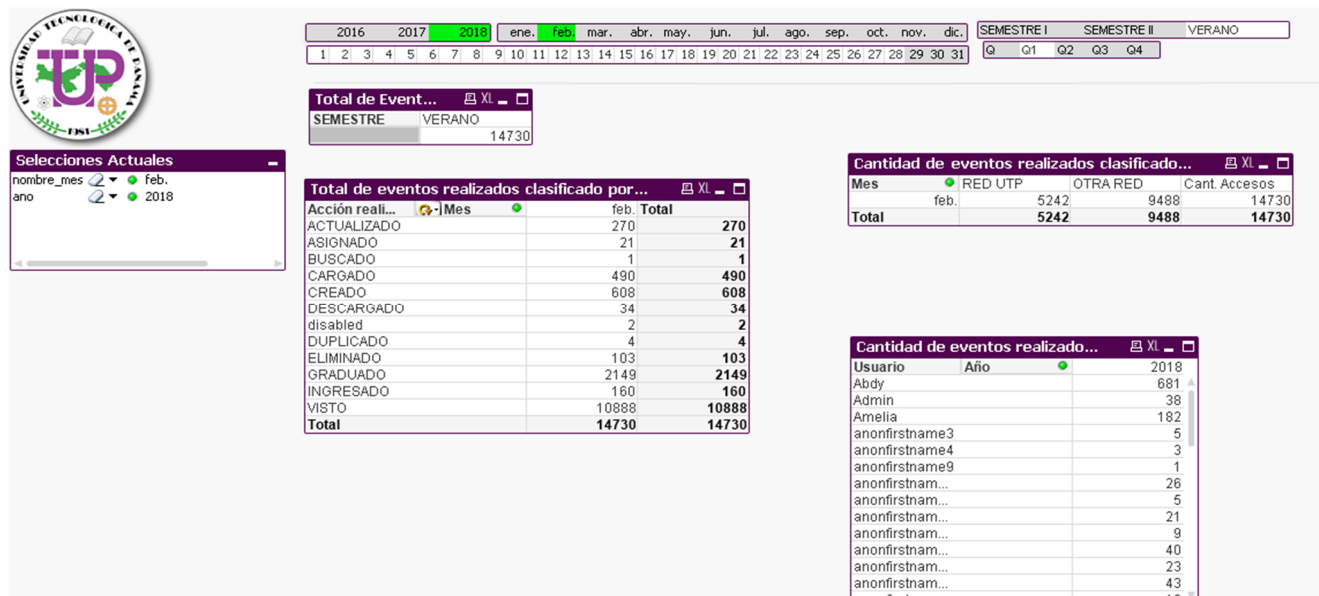 UNIVERSIDAD TECNOLOGICA DE PANAMA
UTP
1981
2016 2017 2018 ene. feb. mar. abr. may. jun. jul. ago. sep. oct. nov. dic. SEMESTRE I SEMESTRE II VERANO
1 2 3 4 5 6 7 8 9 10 11 12 13 14 15 16 17 18 19 20 21 22 23 24 25 26 27 28 29 30 31 Q Q1 Q2 Q3 Q4
Total de Event... XL
SEMESTRE VERANO
14730
Selecciones Actuales
nombre_mes feb.
ano 2018
Total de eventos realizados clasificado por... XL
Acción reali... Mes feb. Total
ACTUALIZADO 270 270
ASIGNADO 21 21
BUSCADO 1 1
CARGADO 490 490
CREADO 608 608
DESCARGADO 34 34
disabled 2 2
DUPLICADO 4 4
ELIMINADO 103 103
GRADUADO 2149 2149
INGRESADO 160 160
VISTO 10888 10888
Total 14730 14730
Cantidad de eventos realizados clasificado... XL
Mes RED UTP OTRA RED Cant. Accesos
feb. 5242 9488 14730
Total 5242 9488 14730
Cantidad de eventos realizado... XL
Usuario Año 2018
Abdy 681
Admin 38
Amelia 182
anonfirstname3 5
anonfirstname4 3
anonfirstname9 1
anonfirstnam... 26
anonfirstnam... 5
anonfirstnam... 21
anonfirstnam... 9
anonfirstnam... 40
anonfirstnam... 23
anonfirstnam... 43